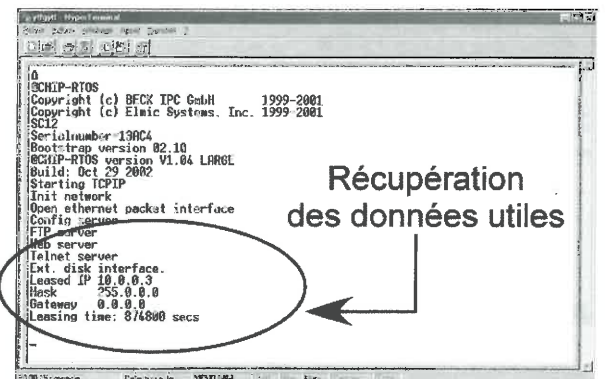 @CHIP-RTOS
Copyright (c) BECK IPC GmbH 1999-2001
Copyright (c) Elmic Systems. Inc. 1999-2001
SC12
Serialnumber 13AC4
Bootstrap version 02.10
@CHIP-RTOS version V1.04 LARGE
Build: Oct 29 2002
Starting TCPIP
Init network
Open ethernet packet interface
Config server
FTP server
Web server
Telnet server
Ext. disk interface.
Leased IP 10.0.0.3
Mask 255.0.0.0
Gateway 0.0.0.0
Leasing time: 874800 secs
Récupération
des données utiles